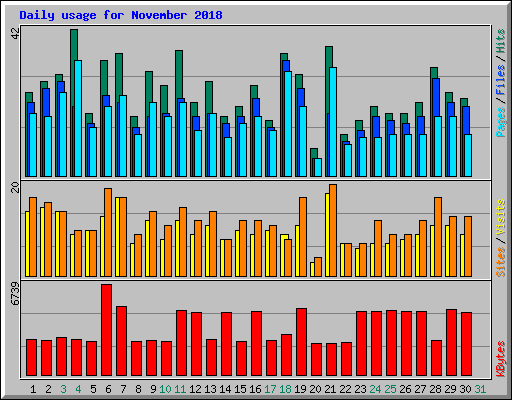 Daily usage for November 2018
42
Pages / Files / Hits
20
Sites / Visits
6739
KBytes
1 2 3 4 5 6 7 8 9 10 11 12 13 14 15 16 17 18 19 20 21 22 23 24 25 26 27 28 29 30 31